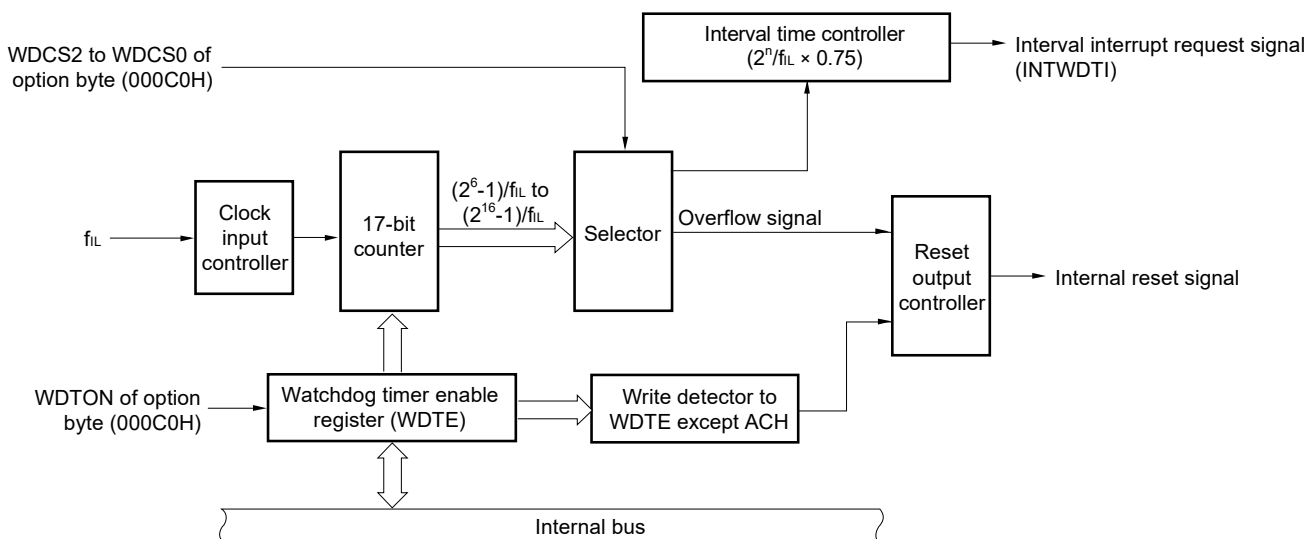 WDCS2 to WDCS0 of
option byte (000C0H)
Interval time controller
(2ⁿ/fIL × 0.75)
Interval interrupt request signal
(INTWDTI)
fIL
Clock
input
controller
17-bit
counter
(2⁶-1)/fIL to
(2¹⁶-1)/fIL
Selector
Overflow signal
Reset
output
controller
Internal reset signal
WDTON of option
byte (000C0H)
Watchdog timer enable
register (WDTE)
Write detector to
WDTE except ACH
Internal bus